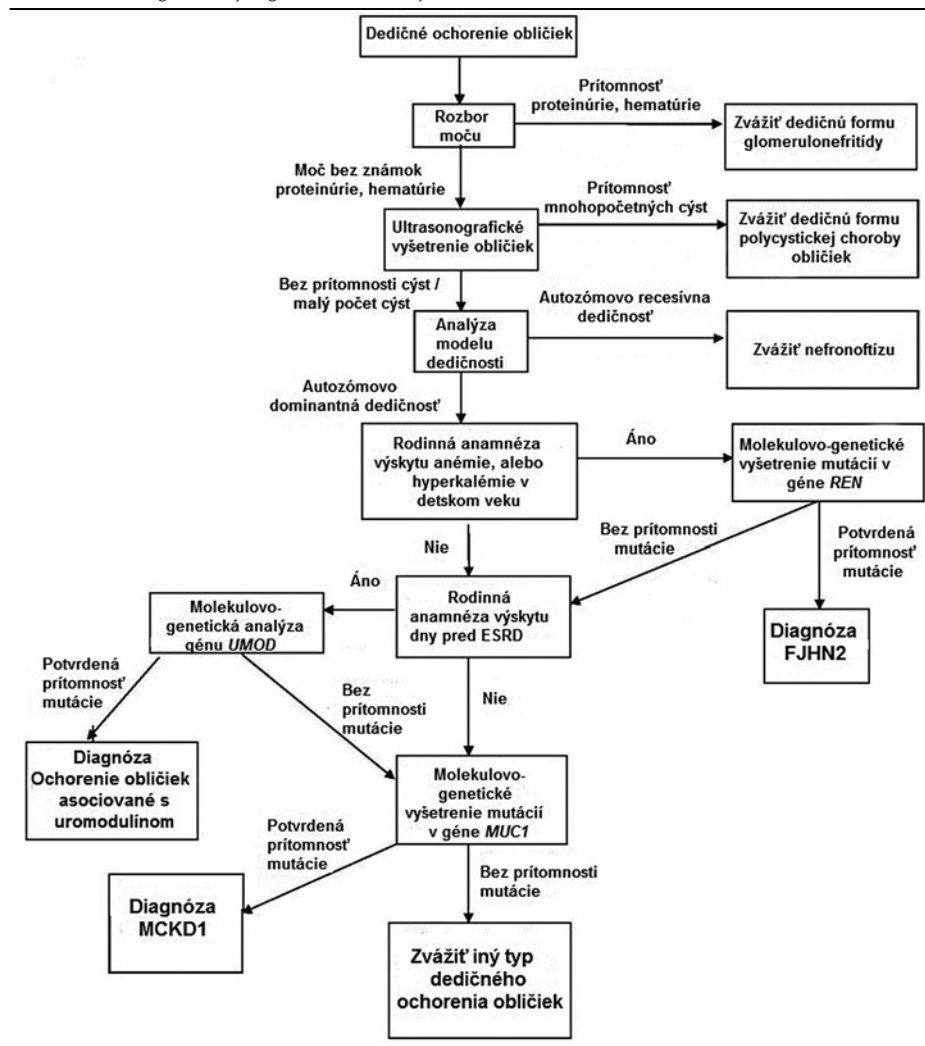 Dedičné ochorenie obličiek
Prítomnosť
proteinúrie, hematúrie
Rozbor
moču
Zvážiť dedičnú formu
glomerulonefritídy
Moč bez známok
proteinúrie, hematúrie
Prítomnosť
mnohopočetných cýst
Ultrasonografické
vyšetrenie obličiek
Zvážiť dedičnú formu
polycystickej choroby
obličiek
Bez prítomnosti cýst /
malý počet cýst
Autozómovo recesívna
dedičnosť
Analýza
modelu
dedičnosti
Zvážiť nefronoftízu
Autozómovo
dominantná dedičnosť
Rodinná anamnéza
výskytu anémie, alebo
hyperkalémie v
detskom veku
Áno
Molekulovo-genetické
vyšetrenie mutácií v
géne REN
Nie
Bez prítomnosti
mutácie
Potvrdená
prítomnosť
mutácie
Áno
Molekulovo-
genetická analýza
génu UMOD
Rodinná
anamnéza výskytu
dny pred ESRD
Diagnóza
FJHN2
Potvrdená
prítomnosť
mutácie
Bez
prítomnosti
mutácie
Nie
Diagnóza
Ochorenie obličiek
asociované s
uromodulínom
Molekulovo-
genetické
vyšetrenie mutácií
v géne MUC1
Potvrdená
prítomnosť
mutácie
Bez prítomnosti
mutácie
Diagnóza
MCKD1
Zvážiť iný typ
dedičného
ochorenia obličiek